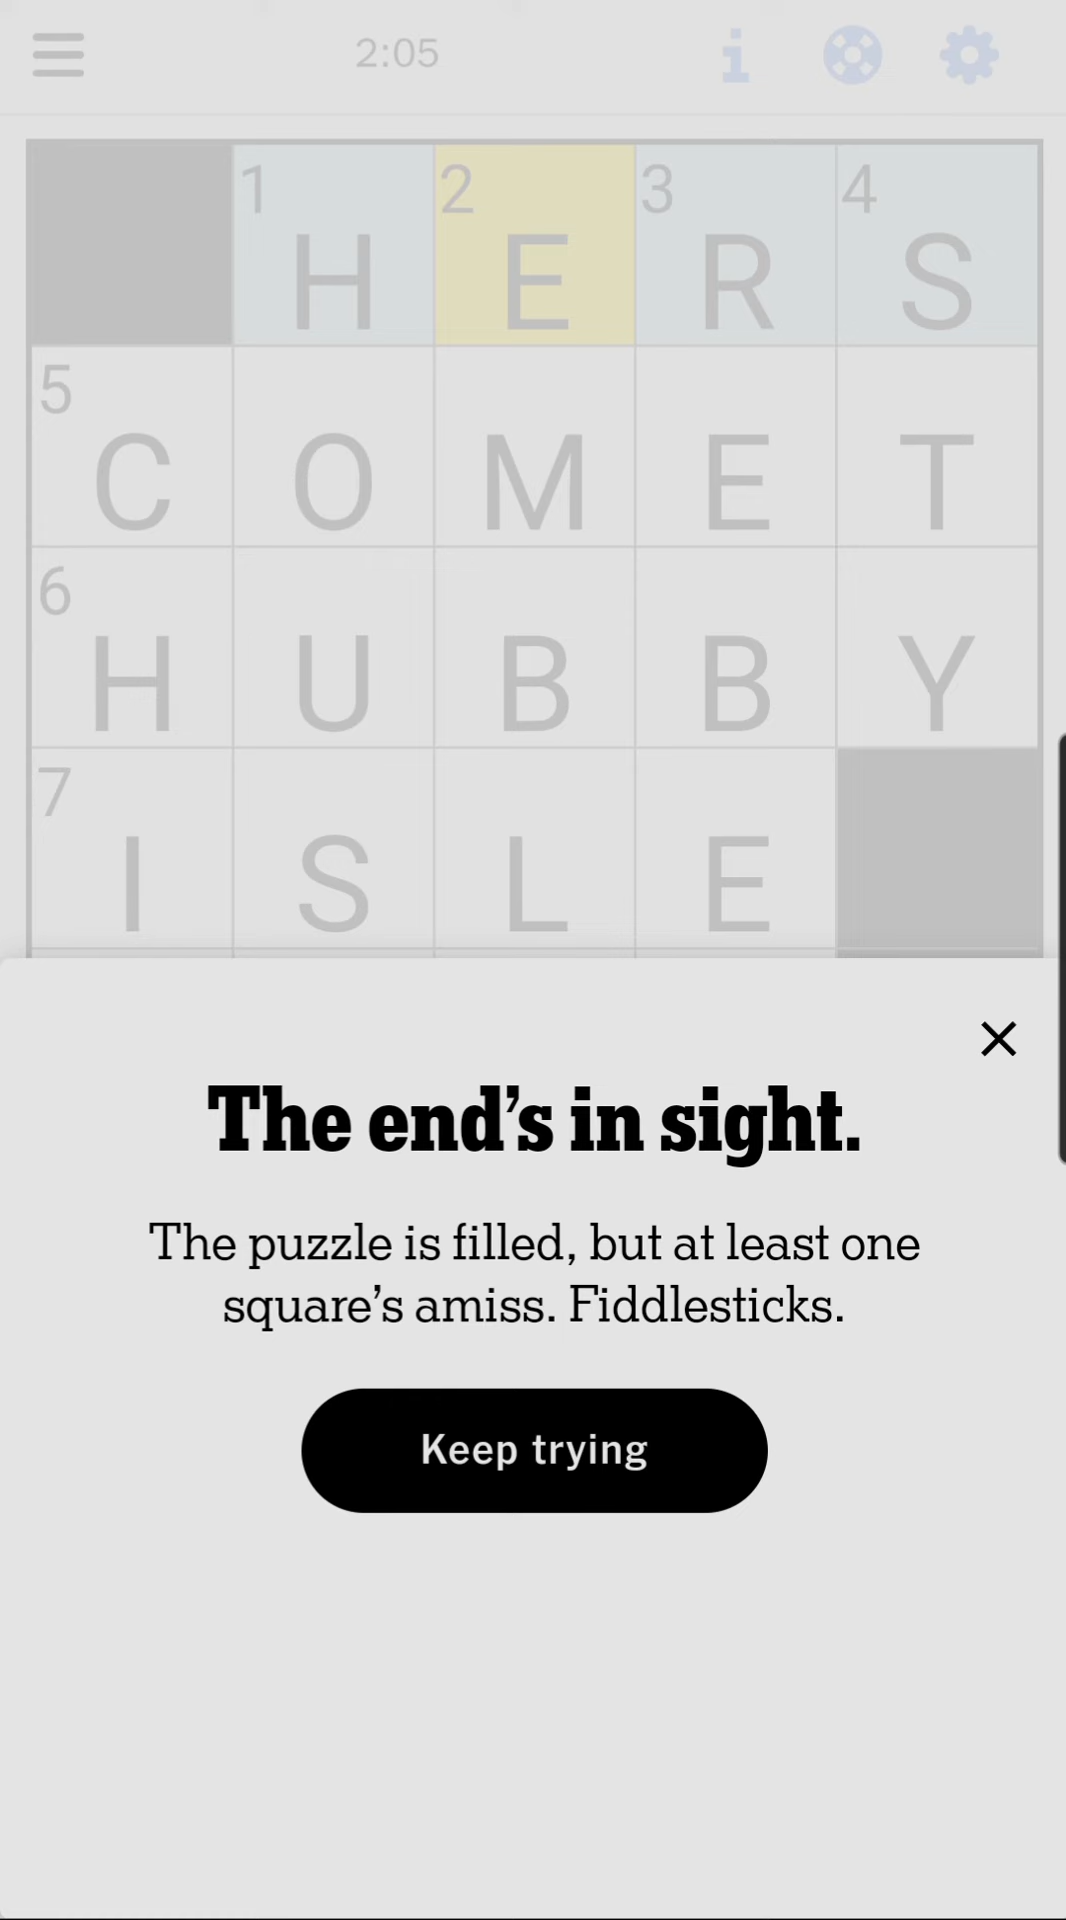 2:05
1 H 2 E 3 R 4 S
5 C O M E T
6 H U B B Y
7 I S L E
The end's in sight.
The puzzle is filled, but at least one
square's amiss. Fiddlesticks.
Keep trying